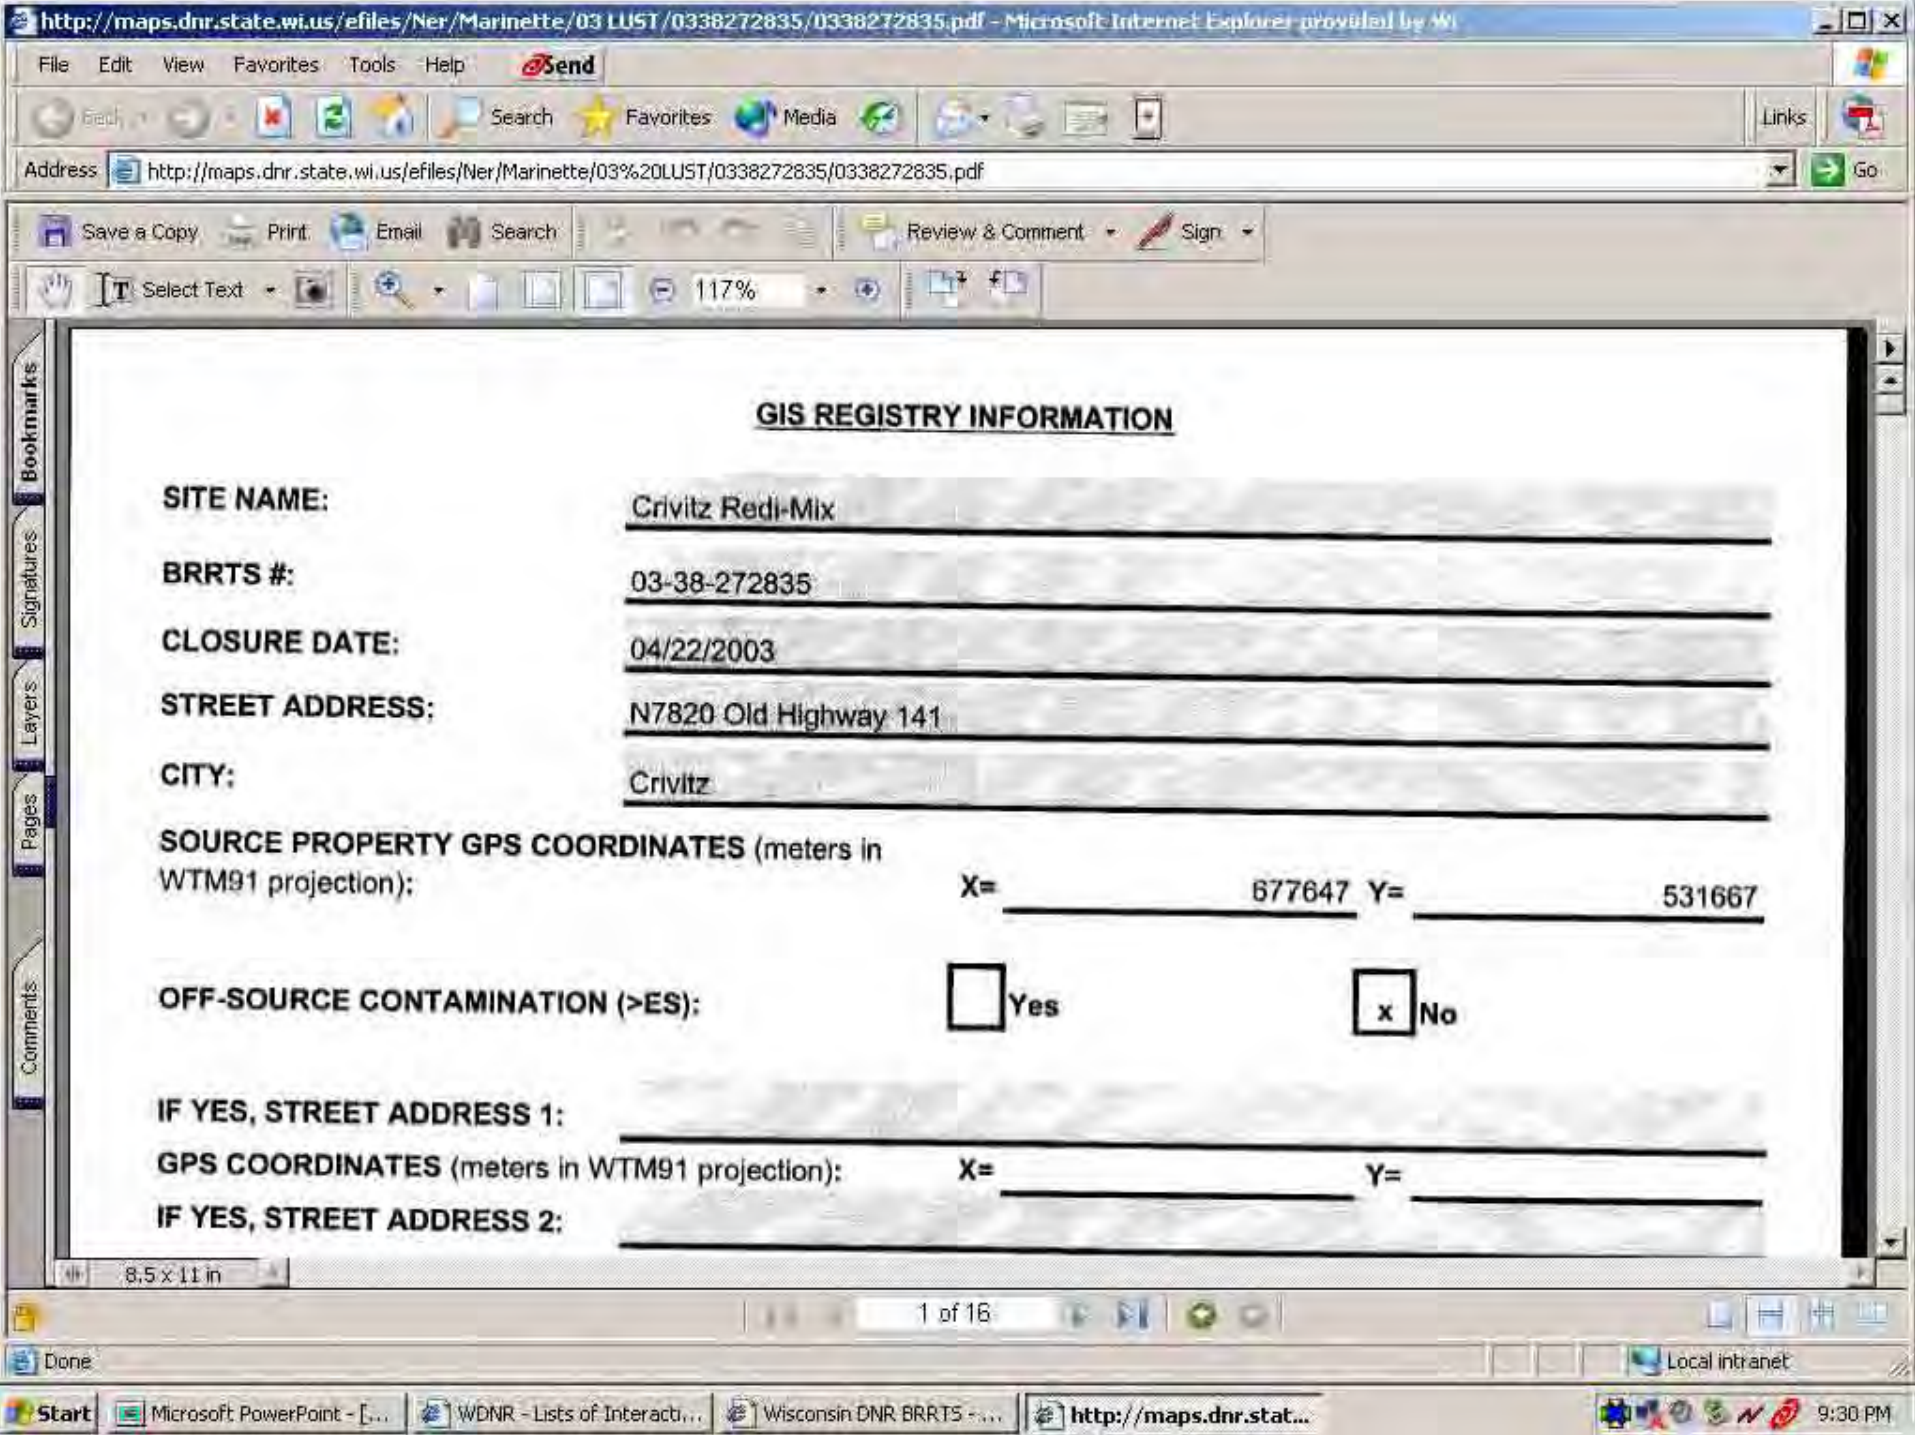 http://maps.dnr.state.wi.us/efiles/Ner/Marinette/03 LUST/0338272835/0338272835.pdf - Microsoft Internet Explorer provided by Wi
File Edit View Favorites Tools Help Send
Back Search Favorites Media Links
Address http://maps.dnr.state.wi.us/efiles/Ner/Marinette/03%20LUST/0338272835/0338272835.pdf Go
Save a Copy Print Email Search Review & Comment Sign
Select Text 117%
Bookmarks
Signatures
Layers
Pages
Comments
GIS REGISTRY INFORMATION
SITE NAME: Crivitz Redi-Mix
BRRTS #: 03-38-272835
CLOSURE DATE: 04/22/2003
STREET ADDRESS: N7820 Old Highway 141
CITY: Crivitz
SOURCE PROPERTY GPS COORDINATES (meters in
WTM91 projection): X= 677647 Y= 531667
OFF-SOURCE CONTAMINATION (>ES): Yes x No
IF YES, STREET ADDRESS 1:
GPS COORDINATES (meters in WTM91 projection): X= Y=
IF YES, STREET ADDRESS 2:
8.5 x 11 in
1 of 16
Done Local intranet
Start Microsoft PowerPoint - [... WDNR - Lists of Interacti... Wisconsin DNR BRRTS - ... http://maps.dnr.stat... 9:30 PM